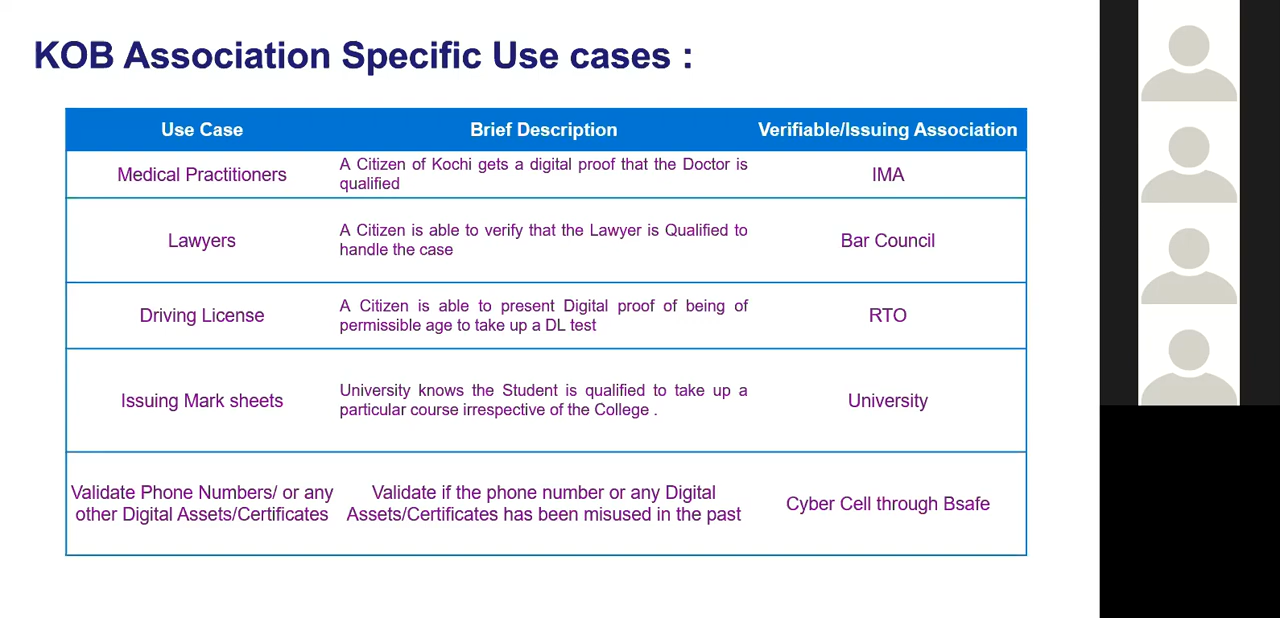 KOB Association Specific Use cases :
Use Case
Brief Description
Verifiable/Issuing Association
Medical Practitioners
A Citizen of Kochi gets a digital proof that the Doctor is
qualified
IMA
Lawyers
A Citizen is able to verify that the Lawyer is Qualified to
handle the case
Bar Council
Driving License
A Citizen is able to present Digital proof of being of
permissible age to take up a DL test
RTO
Issuing Mark sheets
University knows the Student is qualified to take up a
particular course irrespective of the College .
University
Validate Phone Numbers/ or any
other Digital Assets/Certificates
Validate if the phone number or any Digital
Assets/Certificates has been misused in the past
Cyber Cell through Bsafe